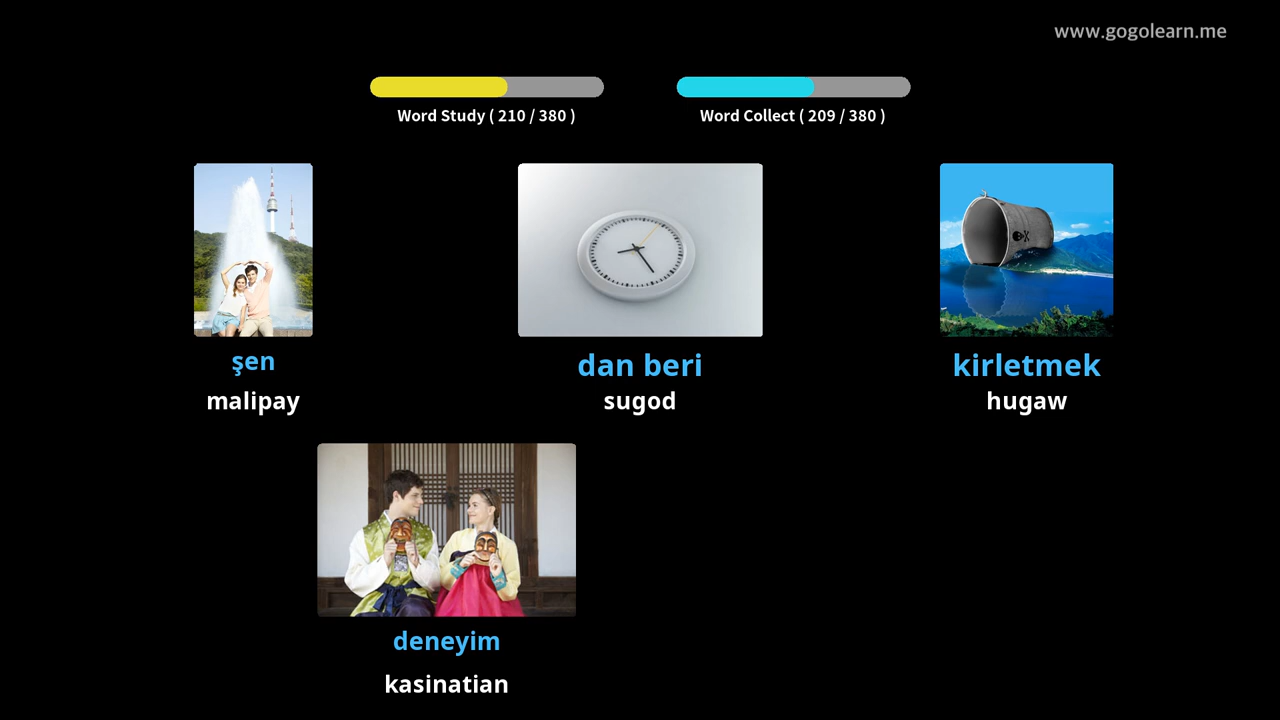 www.gogolearn.me
Word Study ( 210 / 380 )
Word Collect ( 209 / 380 )
şen
malipay
dan beri
sugod
kirletmek
hugaw
deneyim
kasinatian